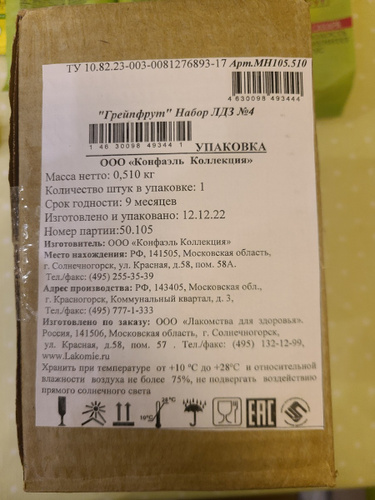 ТУ 10.82.23-003-0081276893-17 Арт.МН105.510
4 630098 493444
"Грейпфрут" Набор ЛДЗ №4
1 46 30098 49344 1
УПАКОВКА
ООО «Конфаэль Коллекция»
Масса нетто: 0,510 кг
Количество штук в упаковке: 1
Срок годности: 9 месяцев
Изготовлено и упаковано: 12.12.22
Номер партии:50.105
Изготовитель: ООО «Конфаэль Коллекция»
Место нахождения: РФ, 141505, Московская область,
г. Солнечногорск, ул. Красная, д.58, пом. 58А.
Тел./факс: (495) 255-35-39
Адрес производства: РФ, 143405, Московская обл.,
г. Красногорск, Коммунальный квартал, д. 3,
Тел./факс: (495) 777-1-333
Изготовлено по заказу: ООО «Лакомства для здоровья».
Россия, 141506, Московская область, г. Солнечногорск,
ул. Красная, д.58, пом. 57 . Тел./факс: (495) 132-12-99,
www.Lakomie.ru
Хранить при температуре от +10 °С до +28°С и относительной
влажности воздуха не более 75%, не подвергать воздействию
прямого солнечного света
EAC